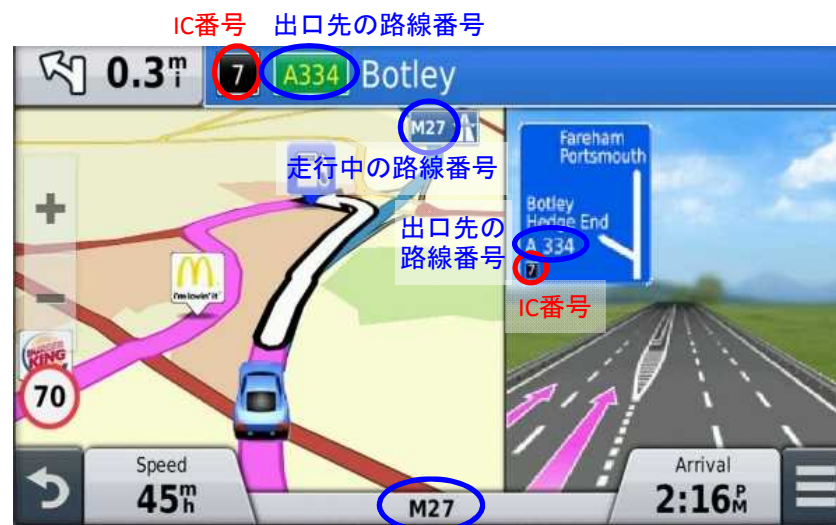 IC番号 出口先の路線番号
0.3 mi 7 A334 Botley
M27
走行中の路線番号
Fareham
Portsmouth
Botley
Hedge End
A 334
7
出口先の
路線番号
IC番号
+
i'm lovin' it
−
BURGER
KING
70
Speed
45 mh
M27
Arrival
2:16 PM